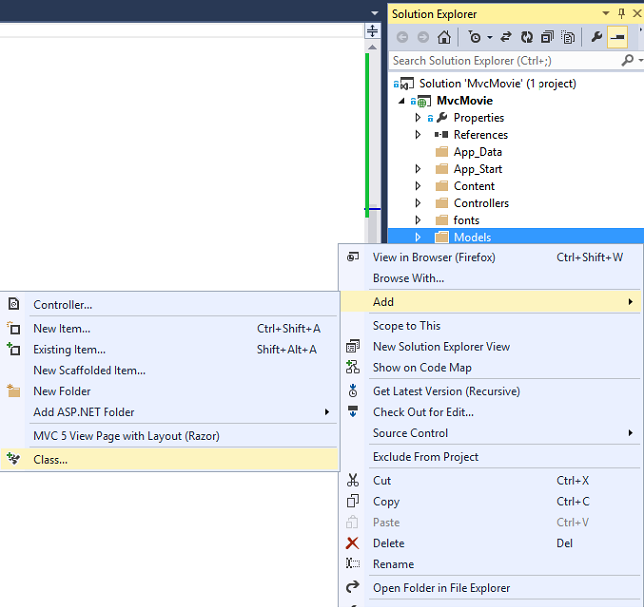 Solution Explorer
Search Solution Explorer (Ctrl+;)
Solution 'MvcMovie' (1 project)
MvcMovie
Properties
References
App_Data
App_Start
Content
Controllers
fonts
Models
View in Browser (Firefox) Ctrl+Shift+W
Browse With...
Add
Scope to This
New Solution Explorer View
Show on Code Map
Get Latest Version (Recursive)
Check Out for Edit...
Source Control
Exclude From Project
Cut Ctrl+X
Copy Ctrl+C
Paste Ctrl+V
Delete Del
Rename
Open Folder in File Explorer
Controller...
New Item... Ctrl+Shift+A
Existing Item... Shift+Alt+A
New Scaffolded Item...
New Folder
Add ASP.NET Folder
MVC 5 View Page with Layout (Razor)
Class...